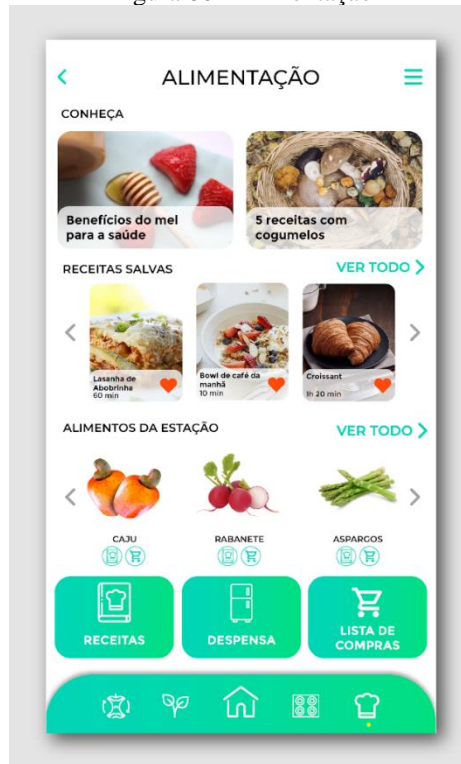 ALIMENTAÇÃO
CONHEÇA
Benefícios do mel
para a saúde
5 receitas com
cogumelos
RECEITAS SALVAS
VER TODO
Lasanha de
Abobrinha
60 min
Bowl de café da
manhã
10 min
Croissant
1h 20 min
ALIMENTOS DA ESTAÇÃO
VER TODO
CAJU
RABANETE
ASPARGOS
RECEITAS
DESPENSA
LISTA DE
COMPRAS